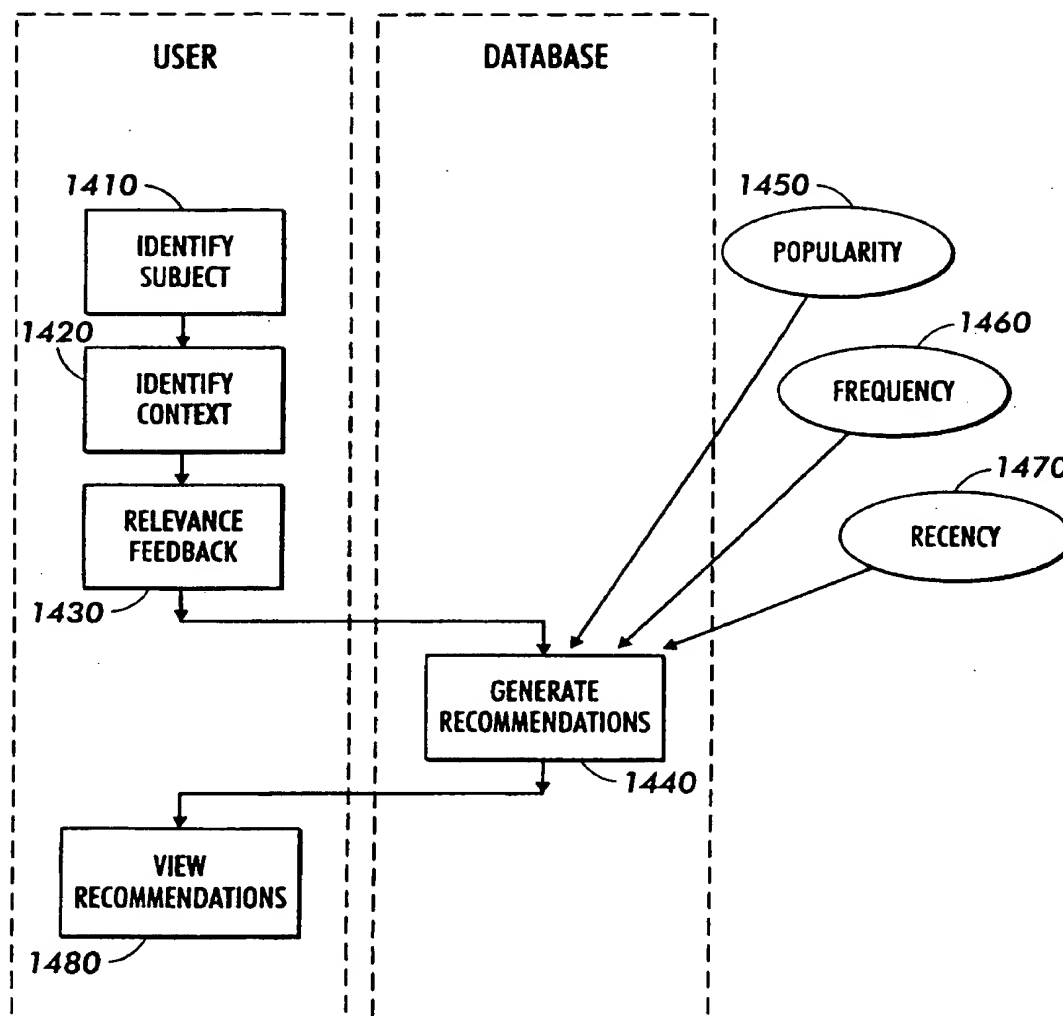 USER
DATABASE
1410
IDENTIFY
SUBJECT
1420
IDENTIFY
CONTEXT
RELEVANCE
FEEDBACK
1430
1450
POPULARITY
1460
FREQUENCY
1470
RECENCY
GENERATE
RECOMMENDATIONS
1440
VIEW
RECOMMENDATIONS
1480